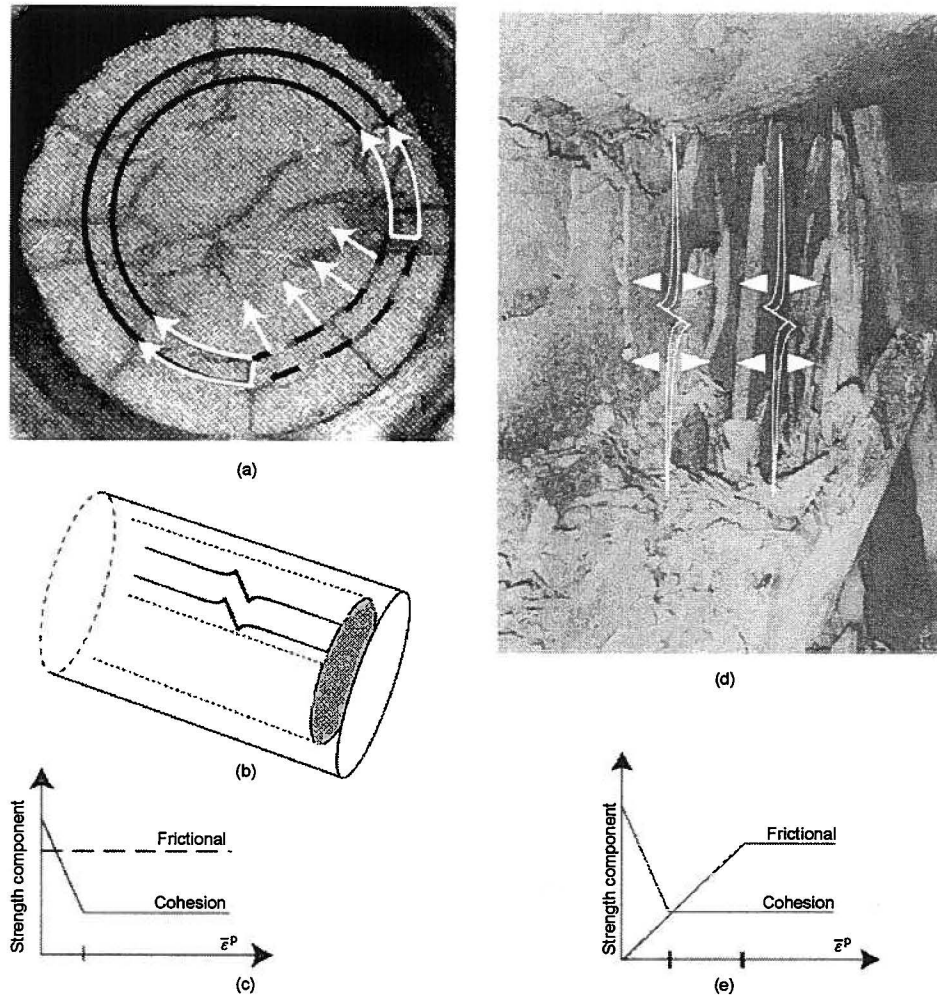 (a)
(d)
(b)
Strength component
Frictional
Cohesion
ε̅ᵖ
(c)
Strength component
Frictional
Cohesion
ε̅ᵖ
(e)